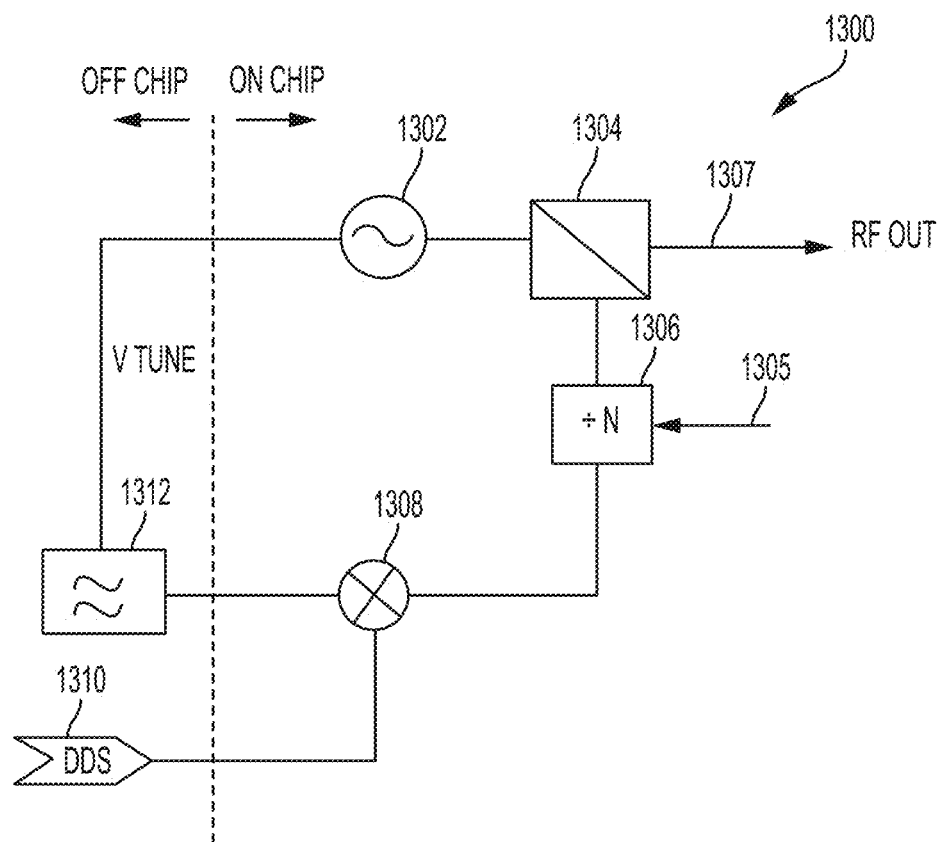 1300
OFF CHIP
ON CHIP
1302
1304
1307
RF OUT
V TUNE
1306
1305
÷ N
1312
1308
1310
DDS